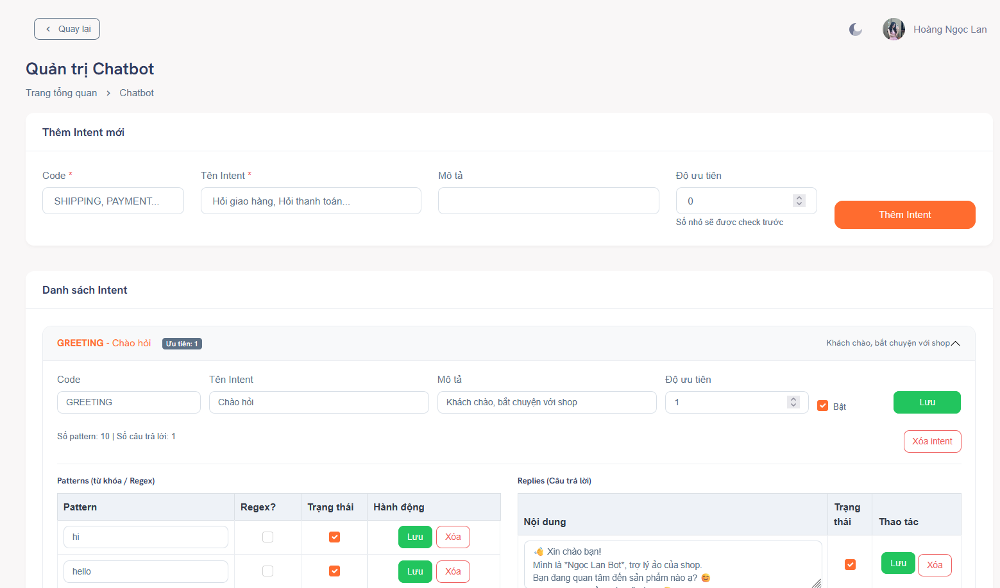 Quay lại
Hoàng Ngọc Lan
Quản trị Chatbot
Trang tổng quan > Chatbot
Thêm Intent mới
Code *
Tên Intent *
Mô tả
Độ ưu tiên
SHIPPING, PAYMENT...
Hỏi giao hàng, Hỏi thanh toán...
0
Thêm Intent
Số nhỏ sẽ được check trước
Danh sách Intent
GREETING - Chào hỏi
Ưu tiên: 1
Khách chào, bắt chuyện với shop
Code
Tên Intent
Mô tả
Độ ưu tiên
GREETING
Chào hỏi
Khách chào, bắt chuyện với shop
1
Bật
Lưu
Số pattern: 10 | Số câu trả lời: 1
Xóa intent
Patterns (từ khóa / Regex)
Pattern
Regex?
Trạng thái
Hành động
hi
Lưu
Xóa
hello
Lưu
Xóa
Replies (Câu trả lời)
Nội dung
Trạng thái
Thao tác
👋 Xin chào bạn!
Mình là *Ngọc Lan Bot*, trợ lý ảo của shop.
Bạn đang quan tâm đến sản phẩm nào ạ? 😊
Lưu
Xóa